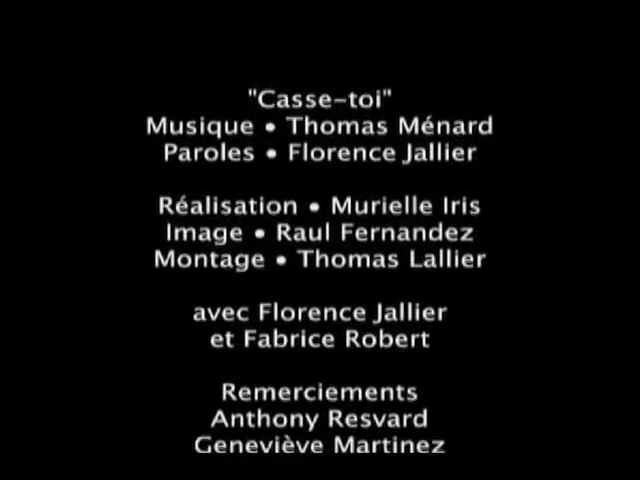 "Casse-toi"
Musique • Thomas Ménard
Paroles • Florence Jallier
Réalisation • Murielle Iris
Image • Raul Fernandez
Montage • Thomas Lallier
avec Florence Jallier
et Fabrice Robert
Remerciements
Anthony Resvard
Geneviève Martinez